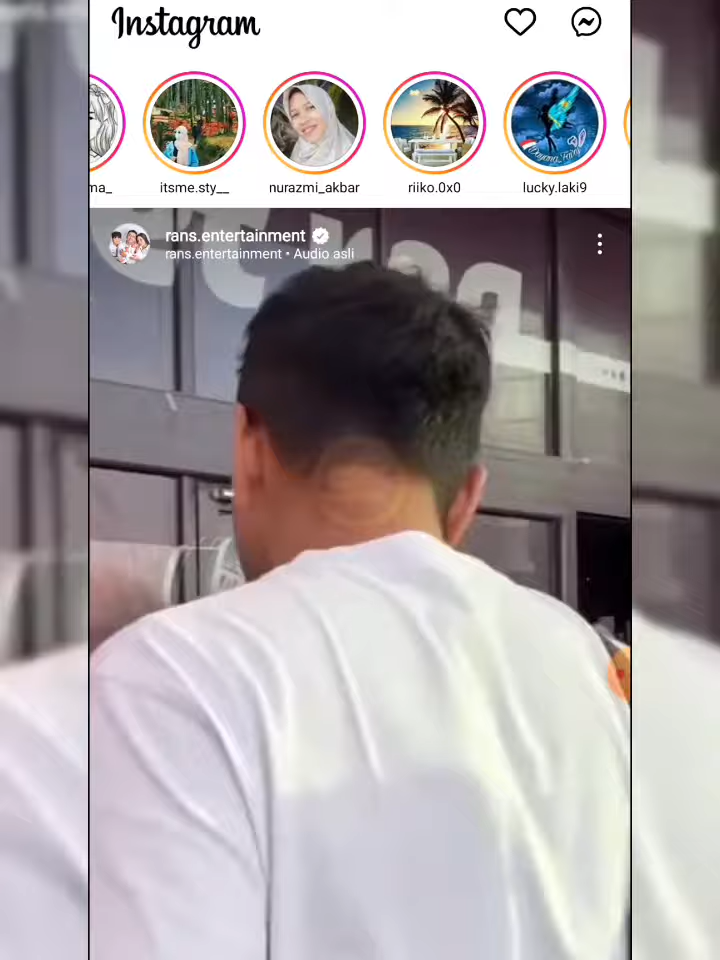 Instagram
ma_
itsme.sty__
nurazmi_akbar
riiko.0x0
lucky.laki9
rans.entertainment
rans.entertainment • Audio asli